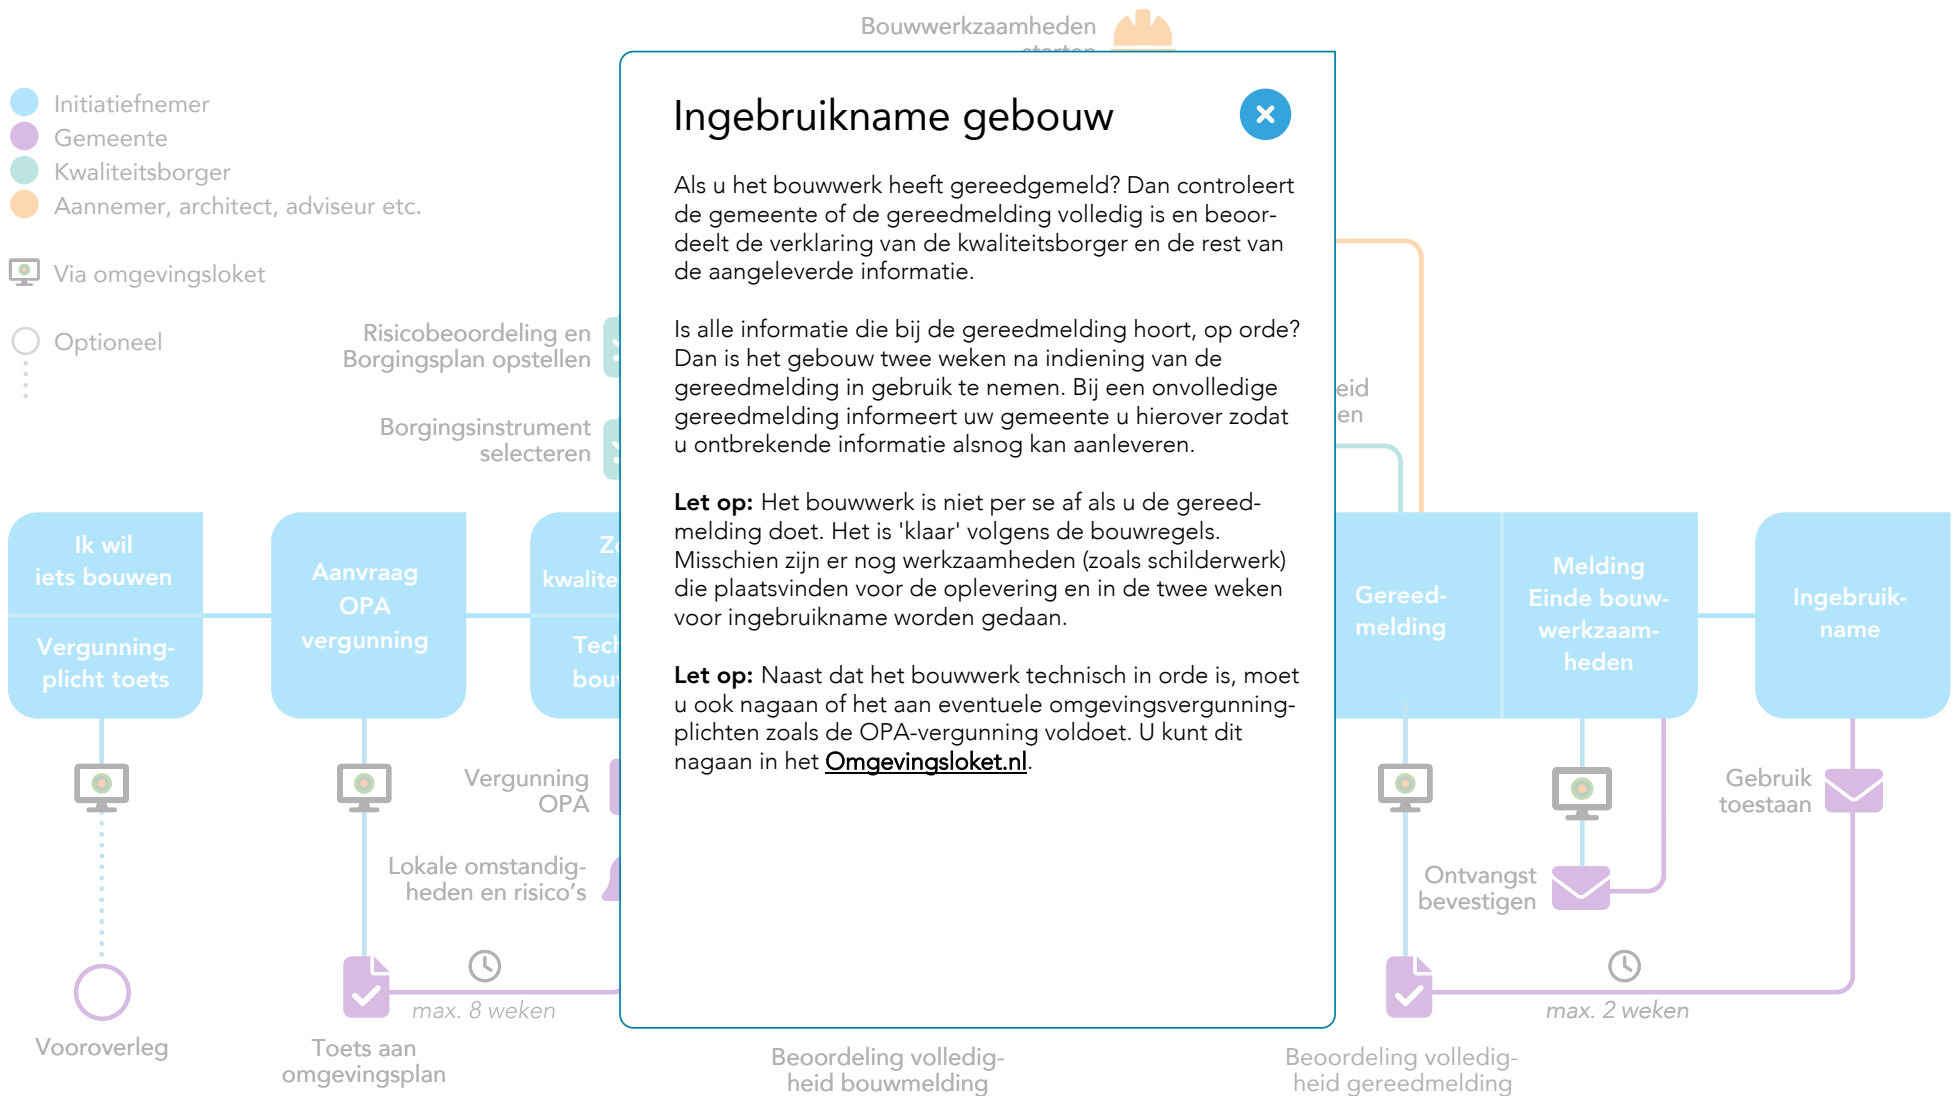 Bouwwerkzaamheden
starten
Initiatiefnemer
Gemeente
Kwaliteitsborger
Aannemer, architect, adviseur etc.
Via omgevingsloket
Optioneel
Risicobeoordeling en
Borgingsplan opstellen
Borgingsinstrument
selecteren
Ik wil
iets bouwen
Vergunning-
plicht toets
Aanvraag
OPA
vergunning
Vergunning
OPA
Lokale omstandig-
heden en risico's
max. 8 weken
Vooroverleg
Toets aan
omgevingsplan
Ingebruikname gebouw
Als u het bouwwerk heeft gereedgemeld? Dan controleert
de gemeente of de gereedmelding volledig is en beoor-
deelt de verklaring van de kwaliteitsborger en de rest van
de aangeleverde informatie.
Is alle informatie die bij de gereedmelding hoort, op orde?
Dan is het gebouw twee weken na indiening van de
gereedmelding in gebruik te nemen. Bij een onvolledige
gereedmelding informeert uw gemeente u hierover zodat
u ontbrekende informatie alsnog kan aanleveren.
Let op: Het bouwwerk is niet per se af als u de gereed-
melding doet. Het is 'klaar' volgens de bouwregels.
Misschien zijn er nog werkzaamheden (zoals schilderwerk)
die plaatsvinden voor de oplevering en in de twee weken
voor ingebruikname worden gedaan.
Let op: Naast dat het bouwwerk technisch in orde is, moet
u ook nagaan of het aan eventuele omgevingsvergunning-
plichten zoals de OPA-vergunning voldoet. U kunt dit
nagaan in het Omgevingsloket.nl.
Gereed-
melding
Melding
Einde bouw-
werkzaam-
heden
Ingebruik-
name
Gebruik
toestaan
Ontvangst
bevestigen
max. 2 weken
Beoordeling volledig-
heid bouwmelding
Beoordeling volledig-
heid gereedmelding